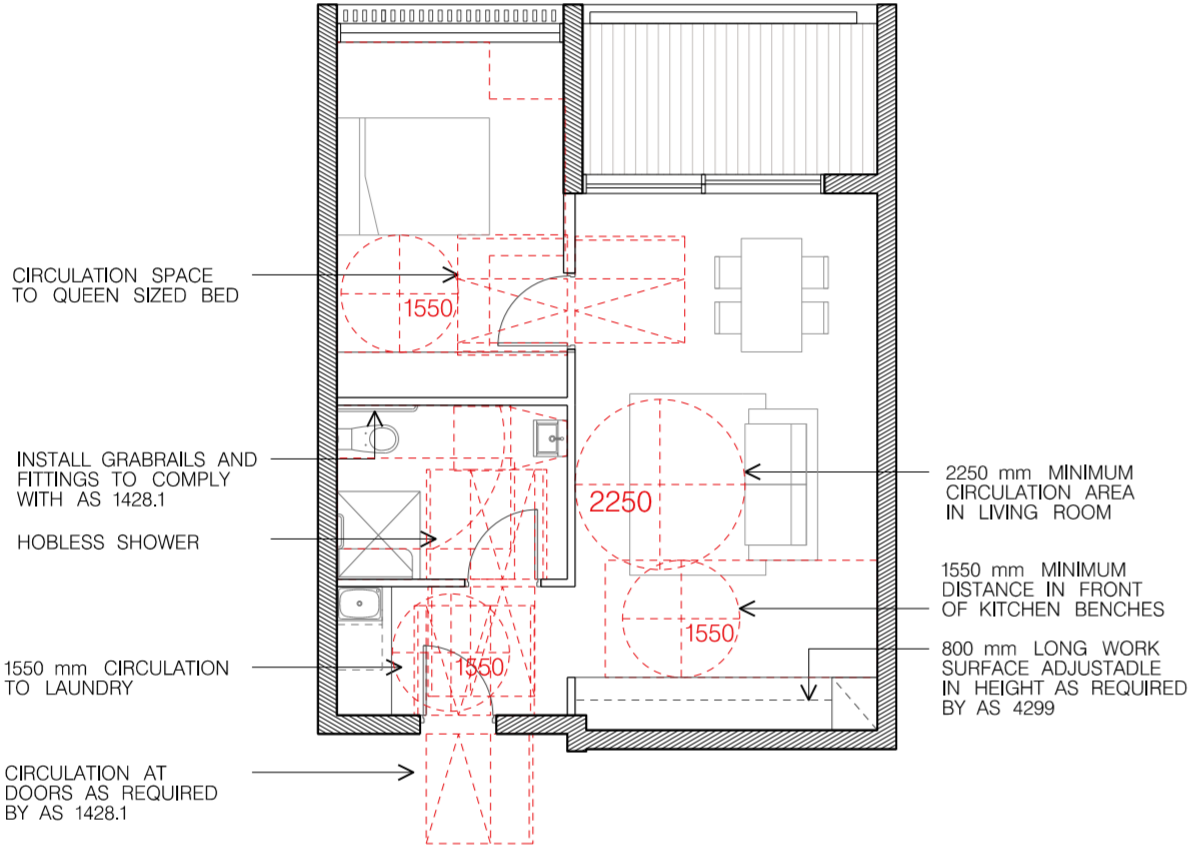 CIRCULATION SPACE
TO QUEEN SIZED BED
1550
INSTALL GRABRAILS AND
FITTINGS TO COMPLY
WITH AS 1428.1
HOBLESS SHOWER
2250
2250 mm MINIMUM
CIRCULATION AREA
IN LIVING ROOM
1550 mm MINIMUM
DISTANCE IN FRONT
OF KITCHEN BENCHES
1550
800 mm LONG WORK
SURFACE ADJUSTABLE
IN HEIGHT AS REQUIRED
BY AS 4299
1550 mm CIRCULATION
TO LAUNDRY
1550
CIRCULATION AT
DOORS AS REQUIRED
BY AS 1428.1